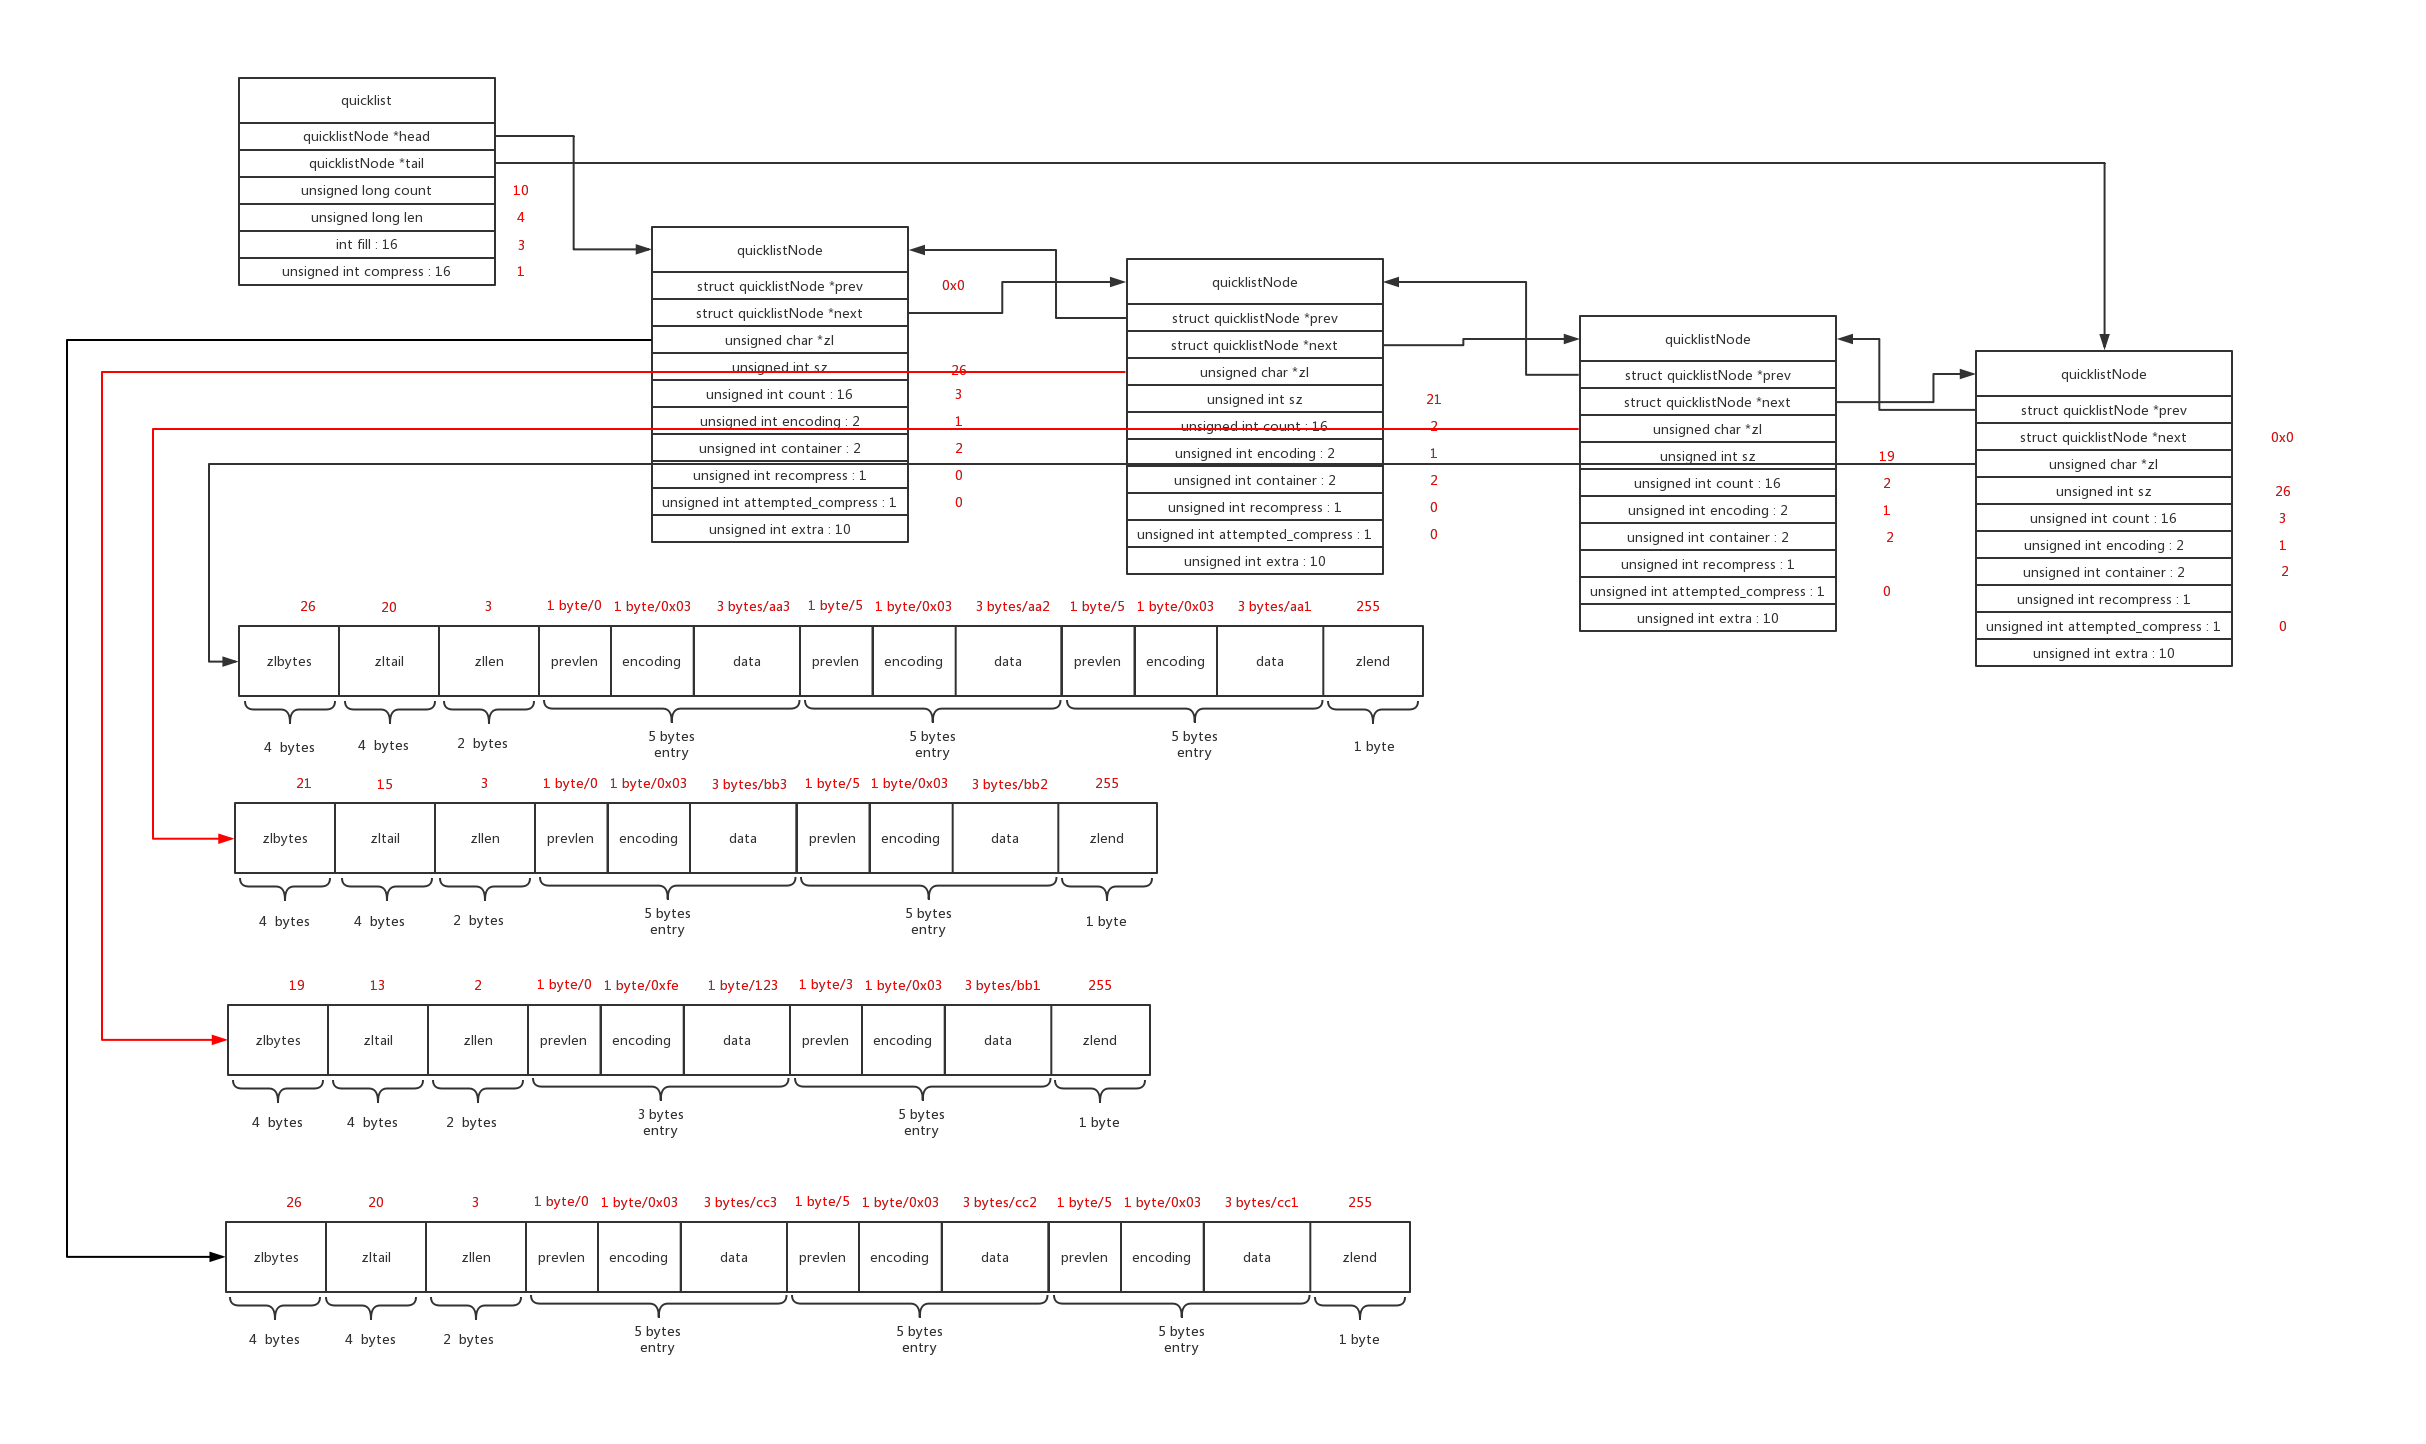 quicklist
quicklistNode *head
quicklistNode *tail
unsigned long count 10
unsigned long len 4
int fill : 16 3
unsigned int compress : 16 1
quicklistNode
struct quicklistNode *prev 0x0
struct quicklistNode *next
unsigned char *zl
unsigned int sz 26
unsigned int count : 16 3
unsigned int encoding : 2 1
unsigned int container : 2 2
unsigned int recompress : 1 0
unsigned int attempted_compress : 1 0
unsigned int extra : 10
quicklistNode
struct quicklistNode *prev
struct quicklistNode *next
unsigned char *zl
unsigned int sz 21
unsigned int count : 16 2
unsigned int encoding : 2 1
unsigned int container : 2 2
unsigned int recompress : 1 0
unsigned int attempted_compress : 1 0
unsigned int extra : 10
quicklistNode
struct quicklistNode *prev
struct quicklistNode *next
unsigned char *zl
unsigned int sz 19
unsigned int count : 16 2
unsigned int encoding : 2 1
unsigned int container : 2 2
unsigned int recompress : 1
unsigned int attempted_compress : 1 0
unsigned int extra : 10
quicklistNode
struct quicklistNode *prev
struct quicklistNode *next 0x0
unsigned char *zl
unsigned int sz 26
unsigned int count : 16 3
unsigned int encoding : 2 1
unsigned int container : 2 2
unsigned int recompress : 1
unsigned int attempted_compress : 1 0
unsigned int extra : 10
26 20 3 1 byte/0 1 byte/0x03 3 bytes/aa3 1 byte/5 1 byte/0x03 3 bytes/aa2 1 byte/5 1 byte/0x03 3 bytes/aa1 255
zlbytes zltail zllen prevlen encoding data prevlen encoding data prevlen encoding data zlend
4 bytes 4 bytes 2 bytes 5 bytes 5 bytes 5 bytes 1 byte
entry entry entry
21 15 3 1 byte/0 1 byte/0x03 3 bytes/bb3 1 byte/5 1 byte/0x03 3 bytes/bb2 255
zlbytes zltail zllen prevlen encoding data prevlen encoding data zlend
4 bytes 4 bytes 2 bytes 5 bytes 5 bytes 1 byte
entry entry
19 13 2 1 byte/0 1 byte/0xfe 1 byte/123 1 byte/3 1 byte/0x03 3 bytes/bb1 255
zlbytes zltail zllen prevlen encoding data prevlen encoding data zlend
4 bytes 4 bytes 2 bytes 3 bytes 5 bytes 1 byte
entry entry
26 20 3 1 byte/0 1 byte/0x03 3 bytes/cc3 1 byte/5 1 byte/0x03 3 bytes/cc2 1 byte/5 1 byte/0x03 3 bytes/cc1 255
zlbytes zltail zllen prevlen encoding data prevlen encoding data prevlen encoding data zlend
4 bytes 4 bytes 2 bytes 5 bytes 5 bytes 5 bytes 1 byte
entry entry entry